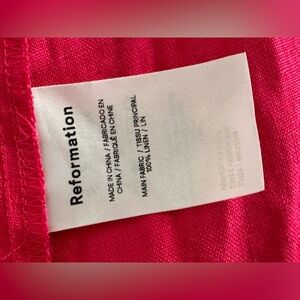 Reformation
MADE IN CHINA / FABRICADO EN
CHINA / FABRIQUÉ EN CHINE
MAIN FABRIC / TISSU PRINCIPAL
100% LINEN / LIN